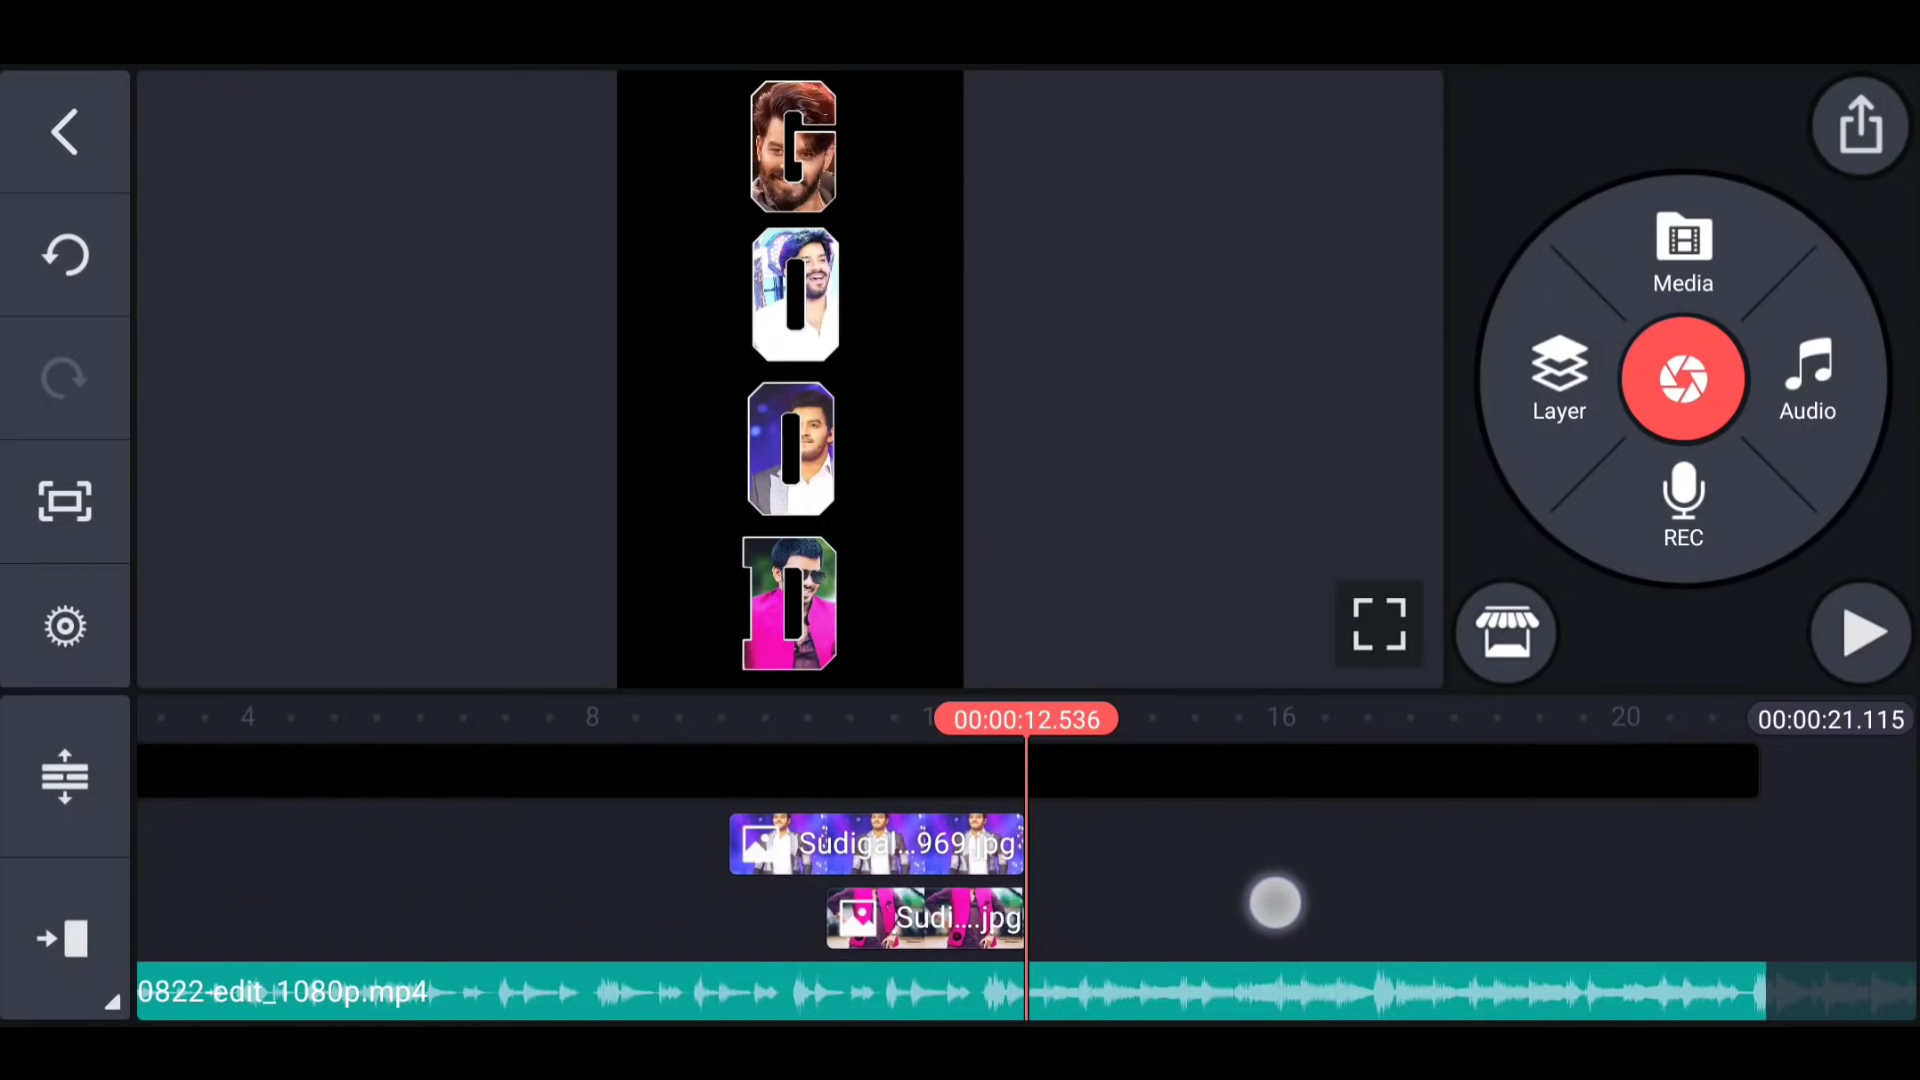 G
O
O
D
Media
Layer
Audio
REC
4
8
00:00:12.536
16
20
00:00:21.115
Sudigal...969.jpg
Sudi....jpg
0822-edit_1080p.mp4